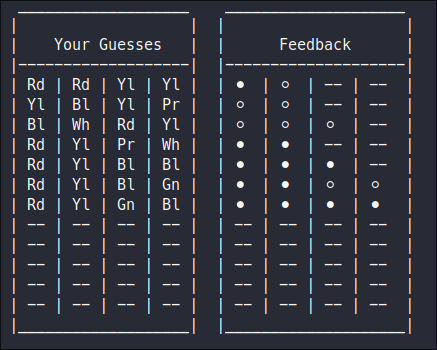 Your Guesses | Feedback
Rd | Rd | Yl | Yl | ● | ○ | −− | −−
Yl | Bl | Yl | Pr | ○ | ○ | −− | −−
Bl | Wh | Rd | Yl | ○ | ○ | ○ | −−
Rd | Yl | Pr | Wh | ● | ● | −− | −−
Rd | Yl | Bl | Bl | ● | ● | ● | −−
Rd | Yl | Bl | Gn | ● | ● | ○ | ○
Rd | Yl | Gn | Bl | ● | ● | ● | ●
−− | −− | −− | −− | −− | −− | −− | −−
−− | −− | −− | −− | −− | −− | −− | −−
−− | −− | −− | −− | −− | −− | −− | −−
−− | −− | −− | −− | −− | −− | −− | −−
−− | −− | −− | −− | −− | −− | −− | −−